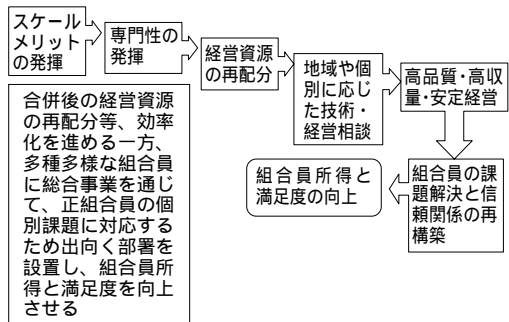 スケール
メリット
の発揮
専門性の
発揮
経営資源
の再配分
地域や個
別に応じ
た技術・
経営相談
高品質・高収
量・安定経営
組合員の課
題解決と信
頼関係の再
構築
組合員所得と
満足度の向上
合併後の経営資源
の再配分等、効率
化を進める一方、
多種多様な組合員
に総合事業を通じ
て、正組合員の個
別課題に対応する
ため出向く部署を
設置し、組合員所
得と満足度を向上
させる